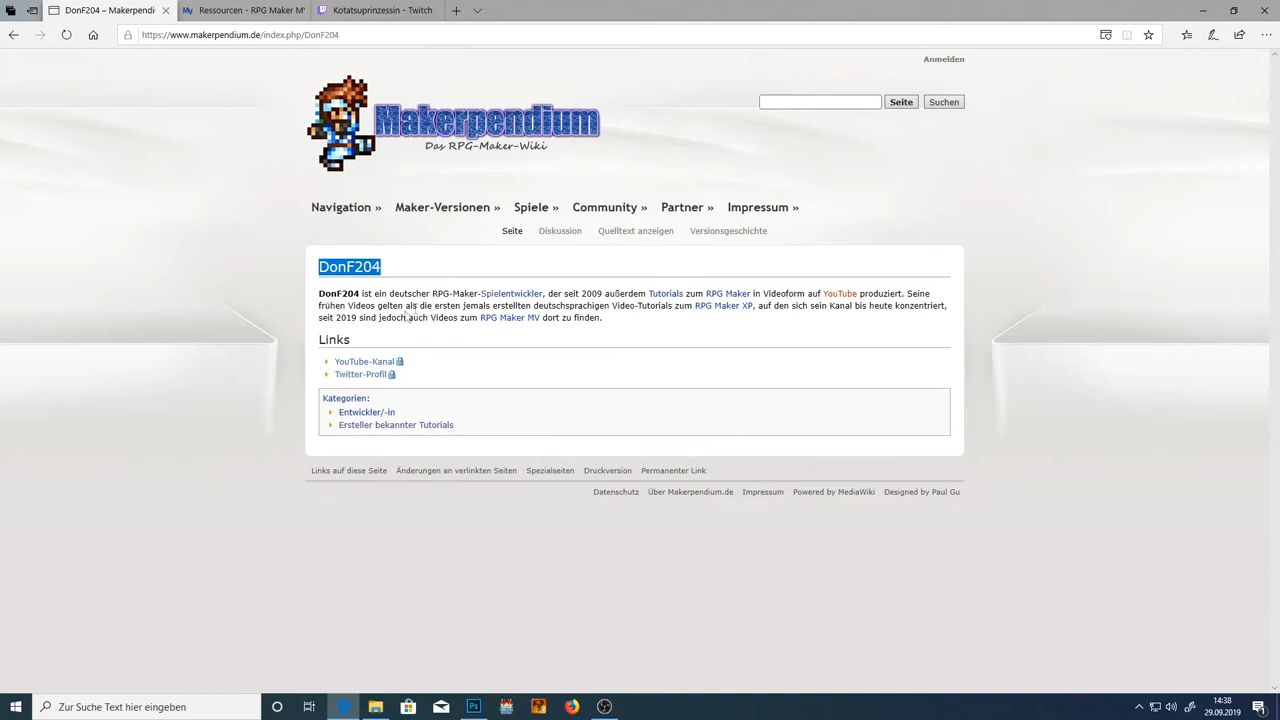 DonF204 – Makerpendi
Ressourcen - RPG Maker M
Kotatsuprinzessin - Twitch
https://www.makerpendium.de/index.php/DonF204
Anmelden
Makerpendium
Das RPG-Maker-Wiki
Seite
Suchen
Navigation » Maker-Versionen » Spiele » Community » Partner » Impressum »
Seite Diskussion Quelltext anzeigen Versionsgeschichte
DonF204
DonF204 ist ein deutscher RPG-Maker-Spielentwickler, der seit 2009 außerdem Tutorials zum RPG Maker in Videoform auf YouTube produziert. Seine
frühen Videos gelten als die ersten jemals erstellten deutschsprachigen Video-Tutorials zum RPG Maker XP, auf den sich sein Kanal bis heute konzentriert,
seit 2019 sind jedoch auch Videos zum RPG Maker MV dort zu finden.
Links
YouTube-Kanal
Twitter-Profil
Kategorien:
Entwickler/-in
Ersteller bekannter Tutorials
Links auf diese Seite Änderungen an verlinkten Seiten Spezialseiten Druckversion Permanenter Link
Datenschutz Über Makerpendium.de Impressum Powered by MediaWiki Designed by Paul Gu
Zur Suche Text hier eingeben
Ps
14:38
29.09.2019